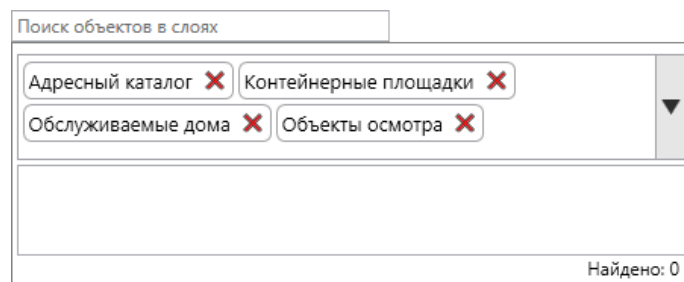 Поиск объектов в слоях
Адресный каталог Контейнерные площадки
Обслуживаемые дома Объекты осмотра
Найдено: 0